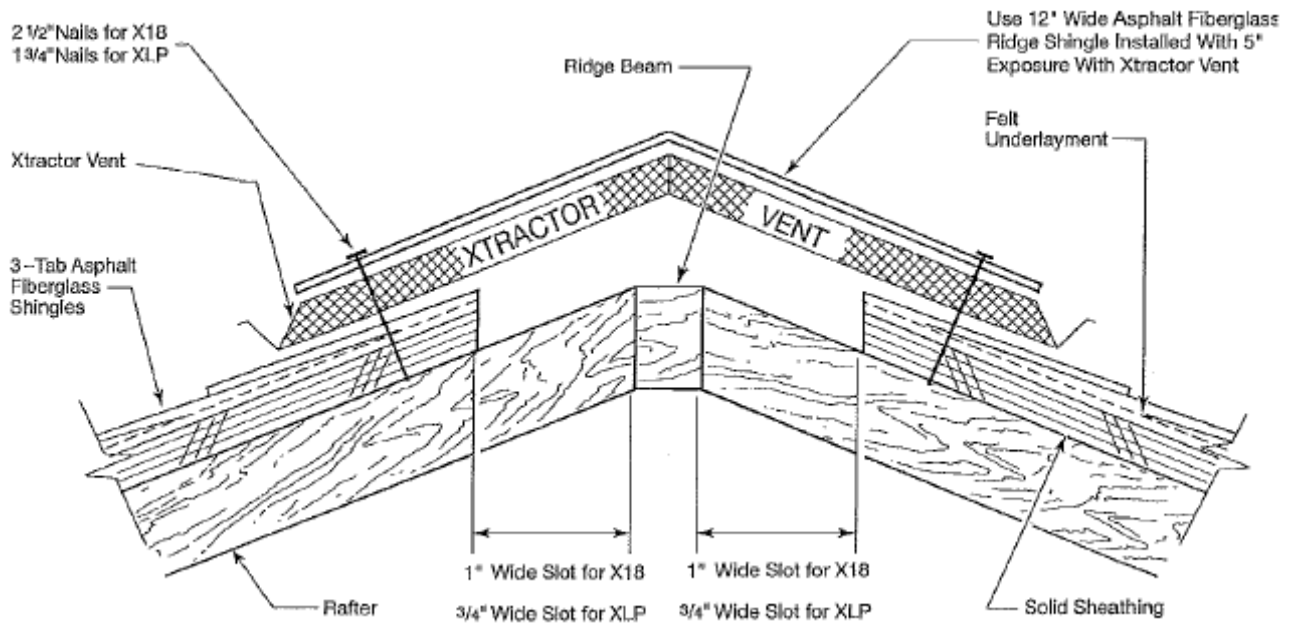 2 1/2" Nails for X18
1 3/4" Nails for XLP
Use 12" Wide Asphalt Fiberglass
Ridge Shingle Installed With 5"
Exposure With Xtractor Vent
Ridge Beam
Felt
Underlayment
Xtractor Vent
XTRACTOR VENT
3-Tab Asphalt
Fiberglass
Shingles
1" Wide Slot for X18
3/4" Wide Slot for XLP
1" Wide Slot for X18
3/4" Wide Slot for XLP
Rafter
Solid Sheathing